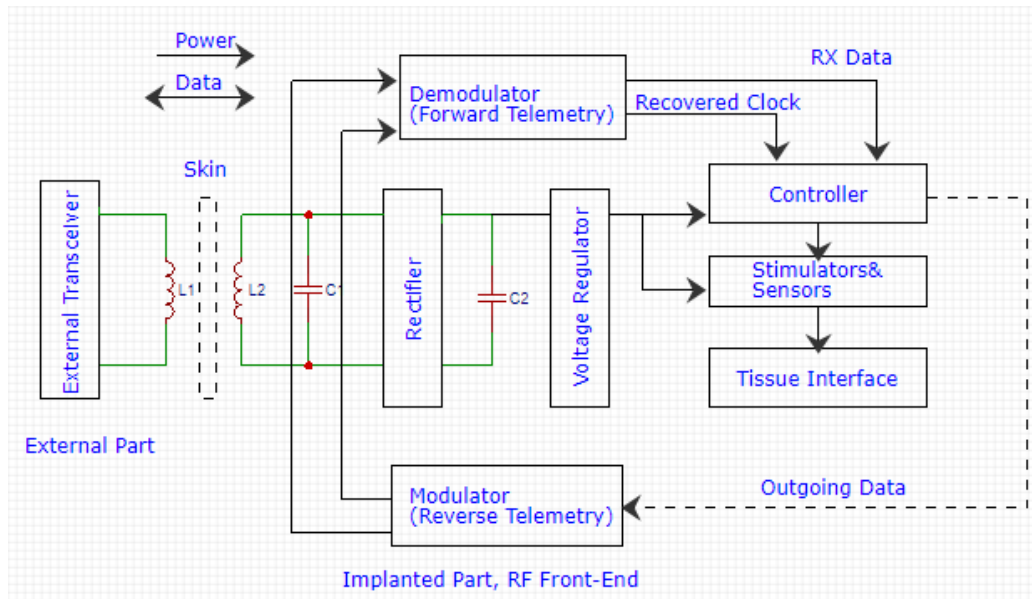 Power
Data
Demodulator
(Forward Telemetry)
RX Data
Recovered Clock
Skin
External Transceiver
L1
L2
C1
Rectifier
C2
Voltage Regulator
Controller
Stimulators&
Sensors
Tissue Interface
External Part
Modulator
(Reverse Telemetry)
Outgoing Data
Implanted Part, RF Front-End